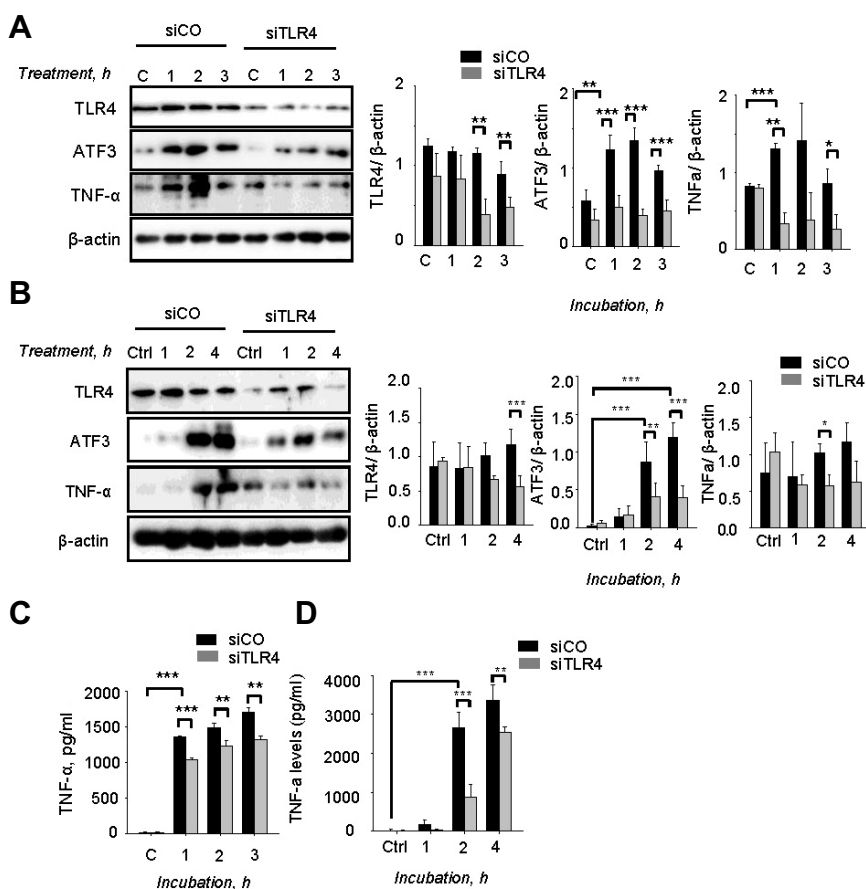 A
siCO siTLR4
Treatment, h C 1 2 3 C 1 2 3
TLR4
ATF3
TNF-α
β-actin
siCO
siTLR4
TLR4/ β-actin
2
1
0
** **
C 1 2 3
ATF3/ β-actin
2
1
0
** *** *** ***
C 1 2 3
TNFa/ β-actin
2
1
0
*** ** *
C 1 2 3
Incubation, h
B
siCO siTLR4
Treatment, h Ctrl 1 2 4 Ctrl 1 2 4
TLR4
ATF3
TNF-α
β-actin
siCO
siTLR4
TLR4/ β-actin
2.0
1.5
1.0
0.5
0.0
***
Ctrl 1 2 4
ATF3/ β-actin
2.0
1.5
1.0
0.5
0.0
*** *** ** ***
Ctrl 1 2 4
TNFa/ β-actin
2.0
1.5
1.0
0.5
0.0
*
Ctrl 1 2 4
Incubation, h
C
siCO
siTLR4
TNF-α, pg/ml
2000
1500
1000
500
0
*** *** ** **
C 1 2 3
Incubation, h
D
siCO
siTLR4
TNF-a levels (pg/ml)
4000
3000
2000
1000
0
*** *** **
Ctrl 1 2 4
Incubation, h